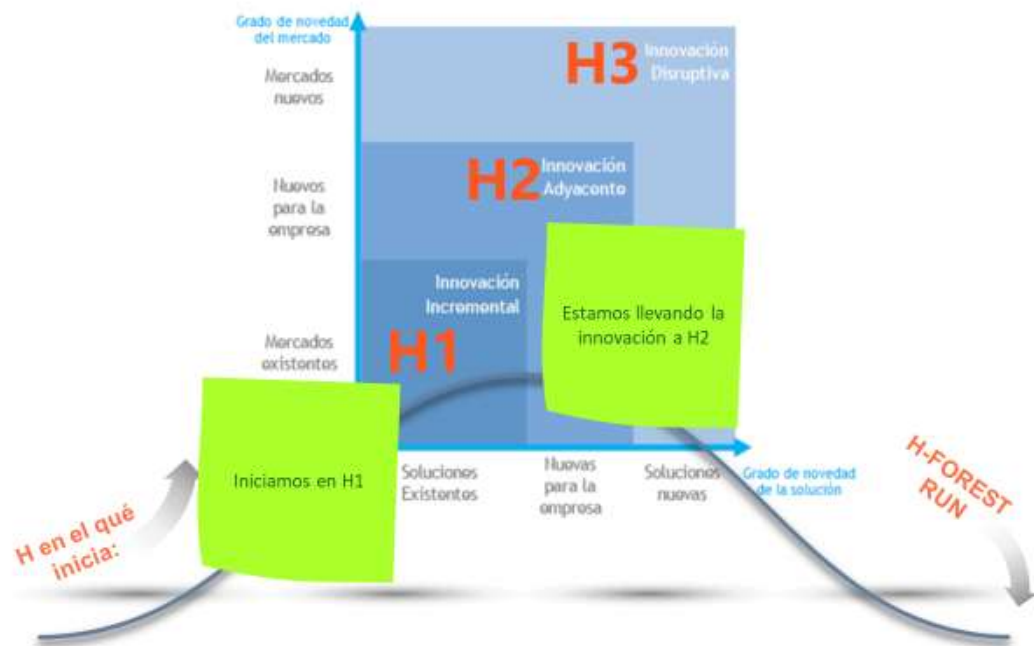 Grado de novedad
del mercado
H3
Innovación
Disruptiva
Mercados
nuevos
H2
Innovación
Adyacente
Nuevos
para la
empresa
Innovación
Incremental
H1
Mercados
existentes
Estamos llevando la
innovación a H2
Iniciamos en H1
Soluciones
Existentes
Nuevas
para la
empresa
Soluciones
nuevas
Grado de novedad
de la solución
H en el qué
inicia:
H-FOREST
RUN